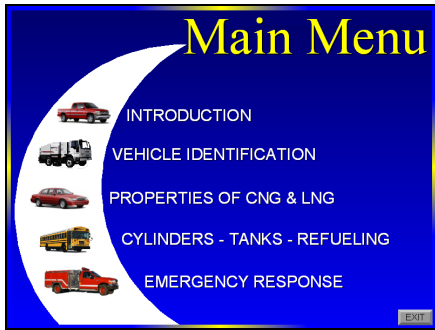 Main Menu
INTRODUCTION
VEHICLE IDENTIFICATION
PROPERTIES OF CNG & LNG
CYLINDERS - TANKS - REFUELING
EMERGENCY RESPONSE
EXIT